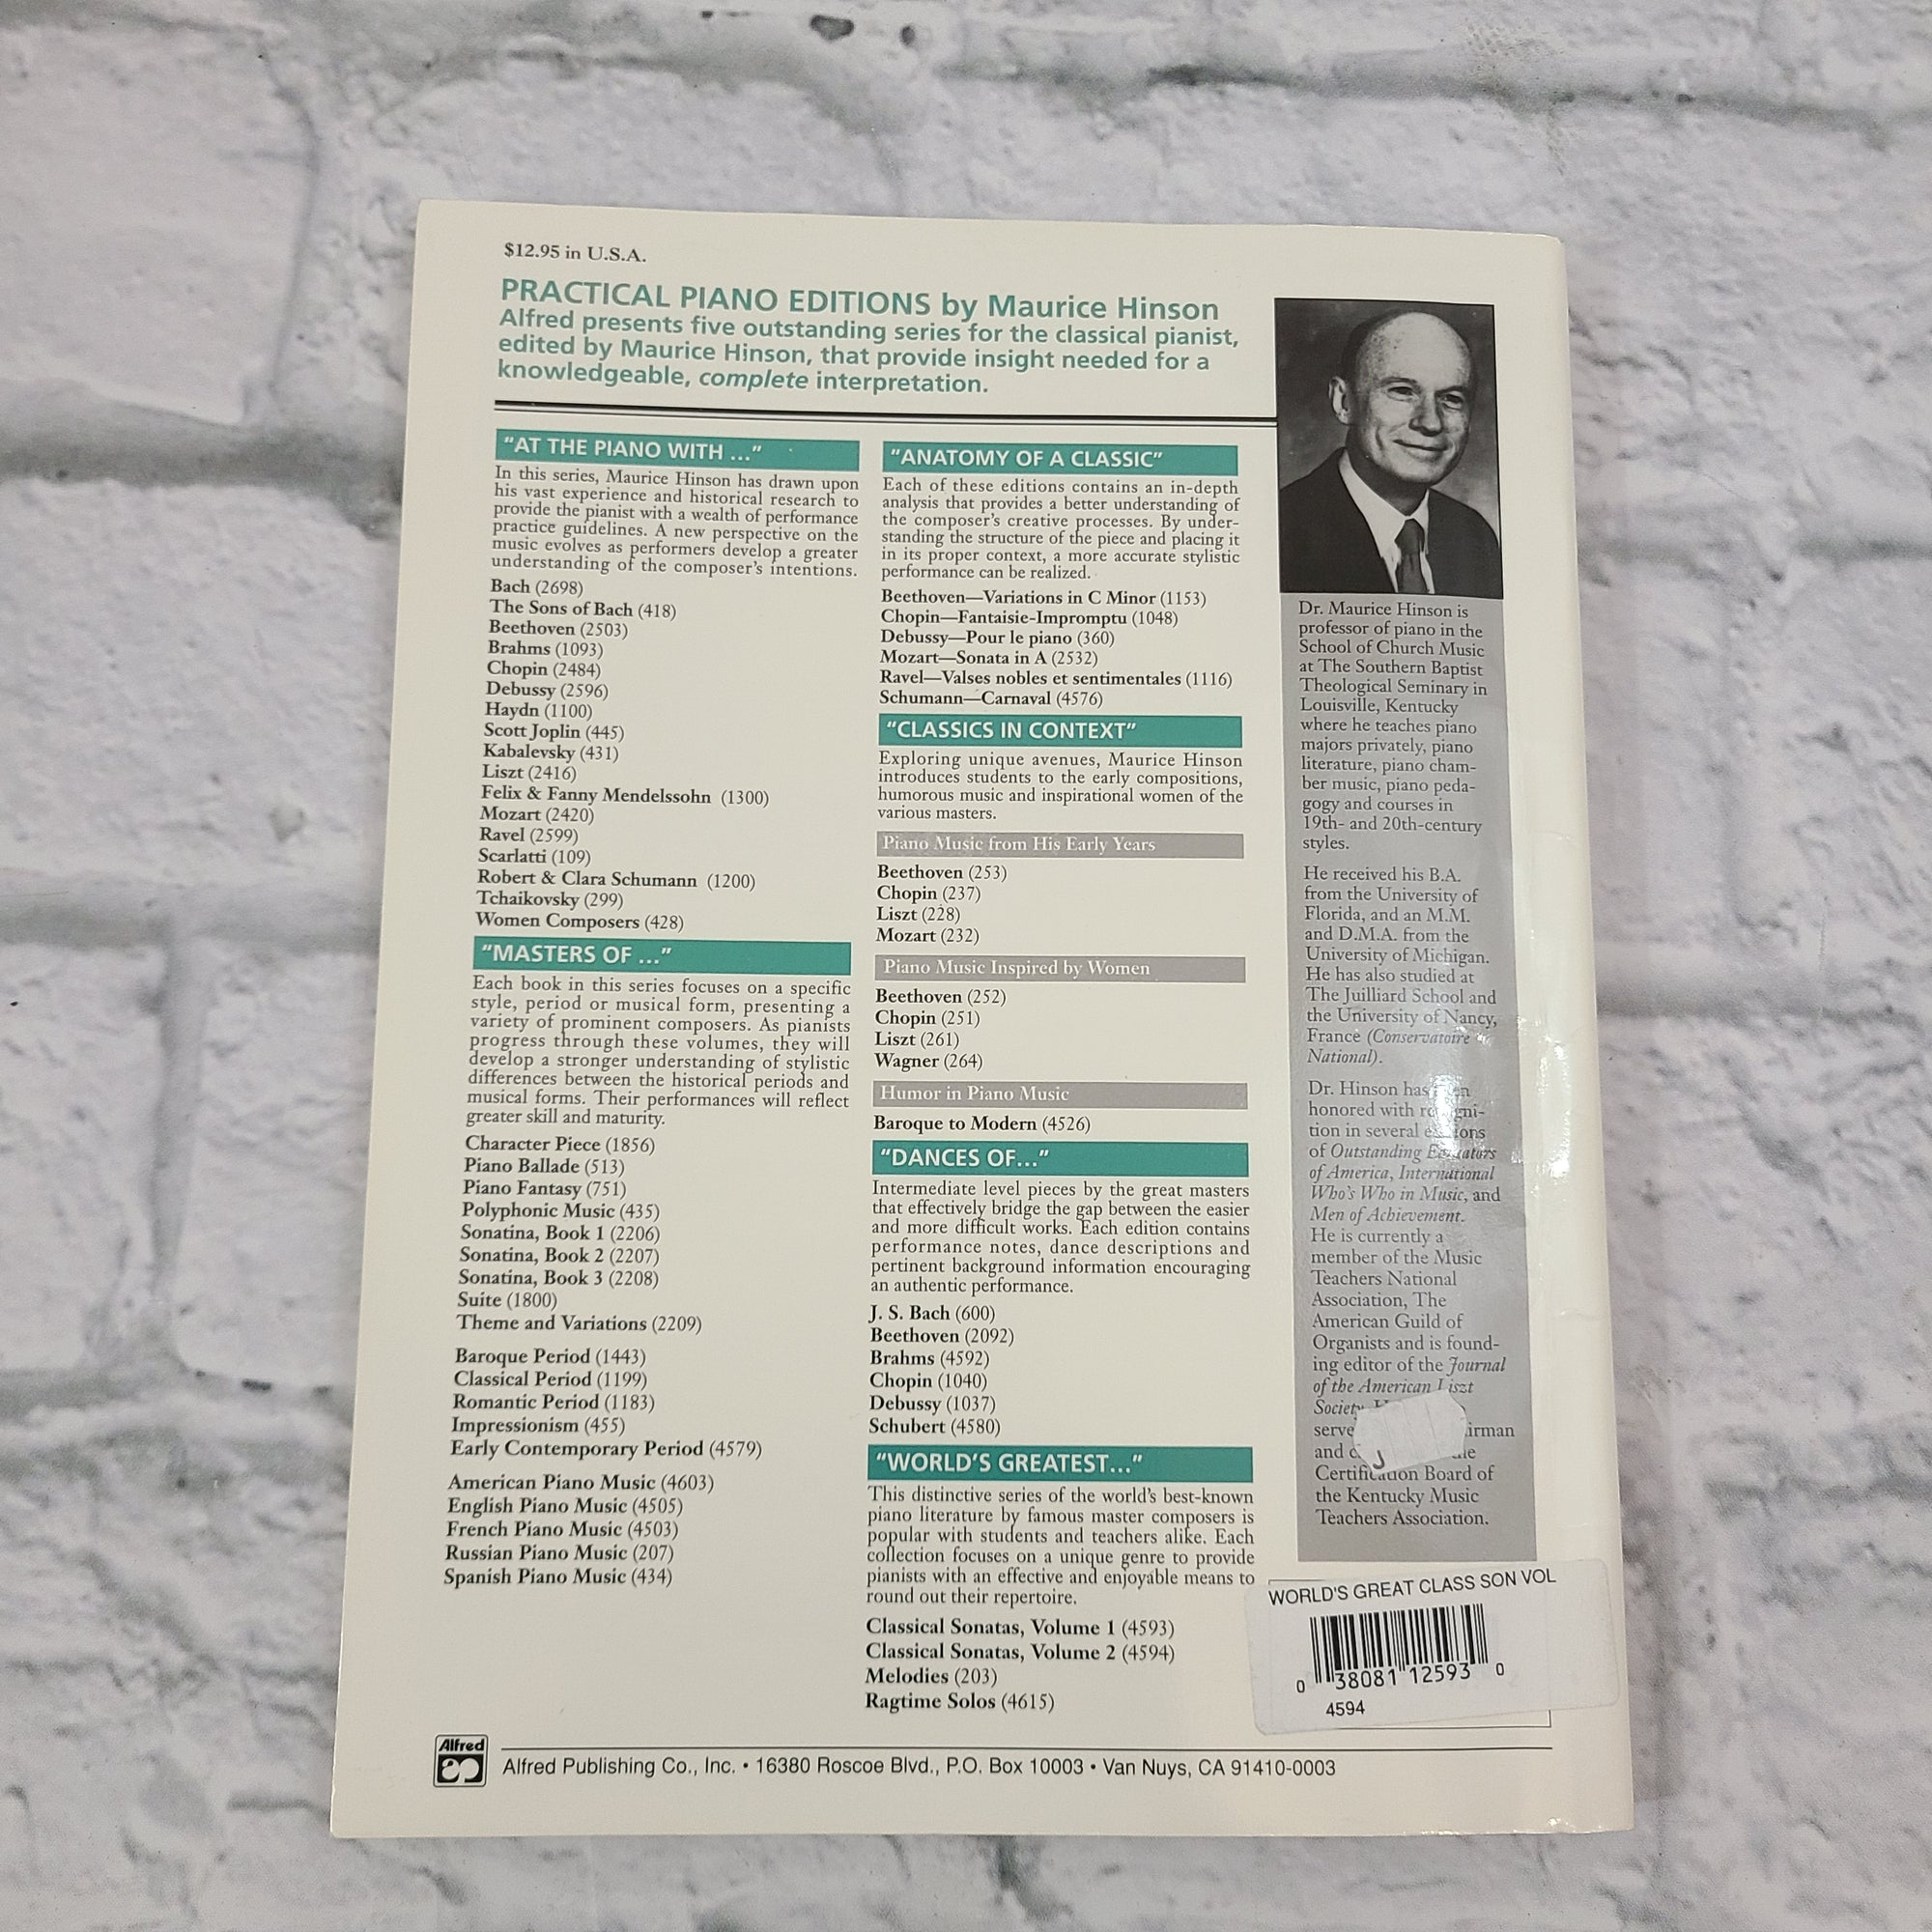 $12.95 in U.S.A.
PRACTICAL PIANO EDITIONS by Maurice Hinson
Alfred presents five outstanding series for the classical pianist,
edited by Maurice Hinson, that provide insight needed for a
knowledgeable, complete interpretation.
“AT THE PIANO WITH ...”
In this series, Maurice Hinson has drawn upon
his vast experience and historical research to
provide the pianist with a wealth of performance
practice guidelines. A new perspective on the
music evolves as performers develop a greater
understanding of the composer’s intentions.
Bach (2698)
The Sons of Bach (418)
Beethoven (2503)
Brahms (1093)
Chopin (2484)
Debussy (2596)
Haydn (1100)
Scott Joplin (445)
Kabalevsky (431)
Liszt (2416)
Felix & Fanny Mendelssohn (1300)
Mozart (2420)
Ravel (2599)
Scarlatti (109)
Robert & Clara Schumann (1200)
Tchaikovsky (299)
Women Composers (428)
“MASTERS OF ...”
Each book in this series focuses on a specific
style, period or musical form, presenting a
variety of prominent composers. As pianists
progress through these volumes, they will
develop a stronger understanding of stylistic
differences between the historical periods and
musical forms. Their performances will reflect
greater skill and maturity.
Character Piece (1856)
Piano Ballade (513)
Piano Fantasy (751)
Polyphonic Music (435)
Sonatina, Book 1 (2206)
Sonatina, Book 2 (2207)
Sonatina, Book 3 (2208)
Suite (1800)
Theme and Variations (2209)
Baroque Period (1443)
Classical Period (1199)
Romantic Period (1183)
Impressionism (455)
Early Contemporary Period (4579)
American Piano Music (4603)
English Piano Music (4505)
French Piano Music (4503)
Russian Piano Music (207)
Spanish Piano Music (434)
“ANATOMY OF A CLASSIC”
Each of these editions contains an in-depth
analysis that provides a better understanding of
the composer’s creative processes. By under-
standing the structure of the piece and placing it
in its proper context, a more accurate stylistic
performance can be realized.
Beethoven—Variations in C Minor (1153)
Chopin—Fantaisie-Impromptu (1048)
Debussy—Pour le piano (360)
Mozart—Sonata in A (2532)
Ravel—Valses nobles et sentimentales (1116)
Schumann—Carnaval (4576)
“CLASSICS IN CONTEXT”
Exploring unique avenues, Maurice Hinson
introduces students to the early compositions,
humorous music and inspirational women of the
various masters.
Piano Music from His Early Years
Beethoven (253)
Chopin (237)
Liszt (228)
Mozart (232)
Piano Music Inspired by Women
Beethoven (252)
Chopin (251)
Liszt (261)
Wagner (264)
Humor in Piano Music
Baroque to Modern (4526)
“DANCES OF...”
Intermediate level pieces by the great masters
that effectively bridge the gap between the easier
and more difficult works. Each edition contains
performance notes, dance descriptions and
pertinent background information encouraging
an authentic performance.
J. S. Bach (600)
Beethoven (2092)
Brahms (4592)
Chopin (1040)
Debussy (1037)
Schubert (4580)
“WORLD’S GREATEST...”
This distinctive series of the world’s best-known
piano literature by famous master composers is
popular with students and teachers alike. Each
collection focuses on a unique genre to provide
pianists with an effective and enjoyable means to
round out their repertoire.
Classical Sonatas, Volume 1 (4593)
Classical Sonatas, Volume 2 (4594)
Melodies (203)
Ragtime Solos (4615)
Dr. Maurice Hinson is
professor of piano in the
School of Church Music
at The Southern Baptist
Theological Seminary in
Louisville, Kentucky
where he teaches piano
majors privately, piano
literature, piano cham-
ber music, piano peda-
gogy and courses in
19th- and 20th-century
styles.
He received his B.A.
from the University of
Florida, and an M.M.
and D.M.A. from the
University of Michigan.
He has also studied at
The Juilliard School and
the University of Nancy,
France (Conservatoire
National).
Dr. Hinson has been
honored with recogni-
tion in several editions
of Outstanding Educators
of America, International
Who’s Who in Music, and
Men of Achievement.
He is currently a
member of the Music
Teachers National
Association, The
American Guild of
Organists and is found-
ing editor of the Journal
of the American Liszt
Society.
and
Certification Board of
the Kentucky Music
Teachers Association.
WORLD'S GREAT CLASS SON VOL
0 38081 12593 0
4594
Alfred
Alfred Publishing Co., Inc. • 16380 Roscoe Blvd., P.O. Box 10003 • Van Nuys, CA 91410-0003